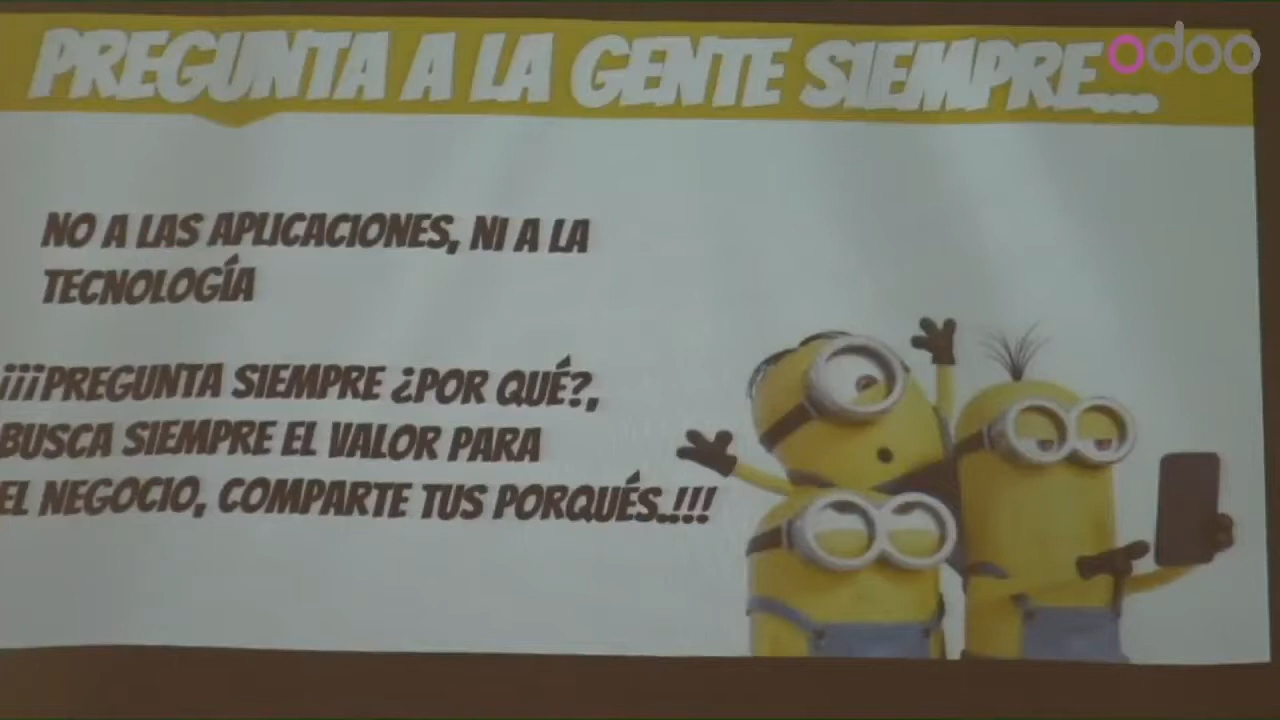 PREGUNTA A LA GENTE SIEMPRE...
odoo
NO A LAS APLICACIONES, NI A LA
TECNOLOGÍA
¡¡¡PREGUNTA SIEMPRE ¿POR QUÉ?,
BUSCA SIEMPRE EL VALOR PARA
EL NEGOCIO, COMPARTE TUS PORQUÉS..!!!